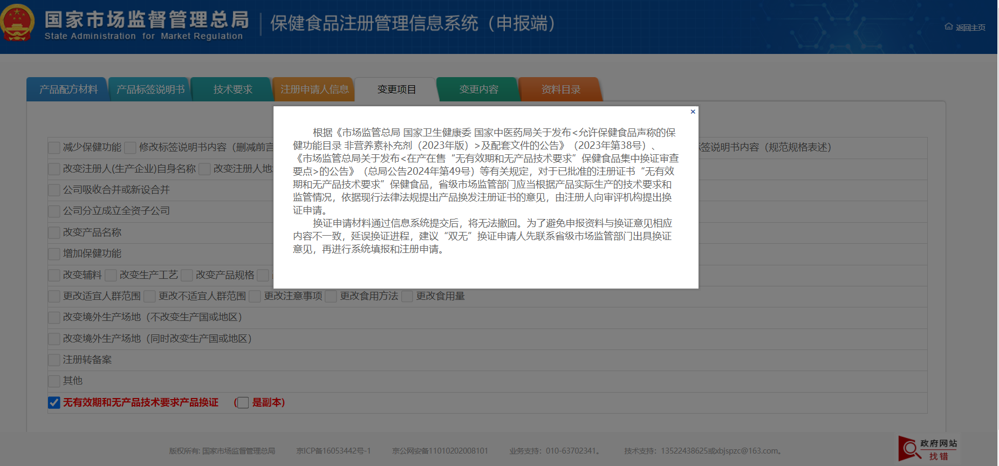 国家市场监督管理总局
State Administration for Market Regulation
保健食品注册管理信息系统（申报端）
返回主页
产品配方材料
产品标签说明书
技术要求
注册申请人信息
变更项目
变更内容
资料目录
×
根据《市场监管总局 国家卫生健康委 国家中医药局关于发布<允许保健食品声称的保
健功能目录 非营养素补充剂（2023年版）>及配套文件的公告》（2023年第38号）、
《市场监管总局关于发布<在产在售“无有效期和无产品技术要求”保健食品集中换证审查
要点>的公告》（总局公告2024年第49号）等有关规定，对于已批准的注册证书“无有效
期和无产品技术要求”保健食品，省级市场监管部门应当根据产品实际生产的技术要求和
监管情况，依据现行法律法规提出产品换发注册证书的意见，由注册人向审评机构提出换
证申请。
换证申请材料通过信息系统提交后，将无法撤回。为了避免申报资料与换证意见相应
内容不一致，延误换证进程，建议“双无”换证申请人先联系省级市场监管部门出具换证
意见，再进行系统填报和注册申请。
减少保健功能 修改标签说明书内容（删减前言 签说明书内容（规范规格表述）
改变注册人(生产企业)自身名称 改变注册人地
公司吸收合并或新设合并
公司分立成立全资子公司
改变产品名称
增加保健功能
改变辅料 改变生产工艺 改变产品规格
更改适宜人群范围 更改不适宜人群范围 更改注意事项 更改食用方法 更改食用量
改变境外生产场地（不改变生产国或地区）
改变境外生产场地（同时改变生产国或地区）
注册转备案
其他
无有效期和无产品技术要求产品换证 （ 是副本）
版权所有: 国家市场监督管理总局 京ICP备16053442号-1 京公网安备11010202008101 业务支持：010-63702341。 技术支持：13522438625或xbjspzc@163.com。
政府网站
找错